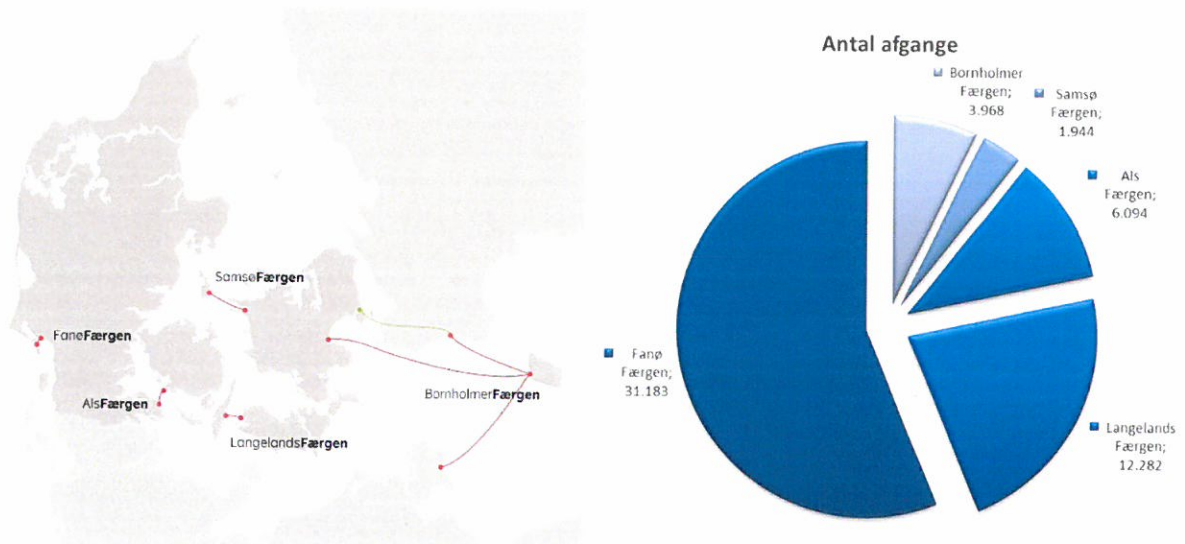 SamsøFærgen
FanøFærgen
AlsFærgen
LangelandsFærgen
BornholmerFærgen
Antal afgange
Bornholmer
Færgen;
3.968
Samsø
Færgen;
1.944
Als
Færgen;
6.094
Langelands
Færgen;
12.282
Fanø
Færgen;
31.183